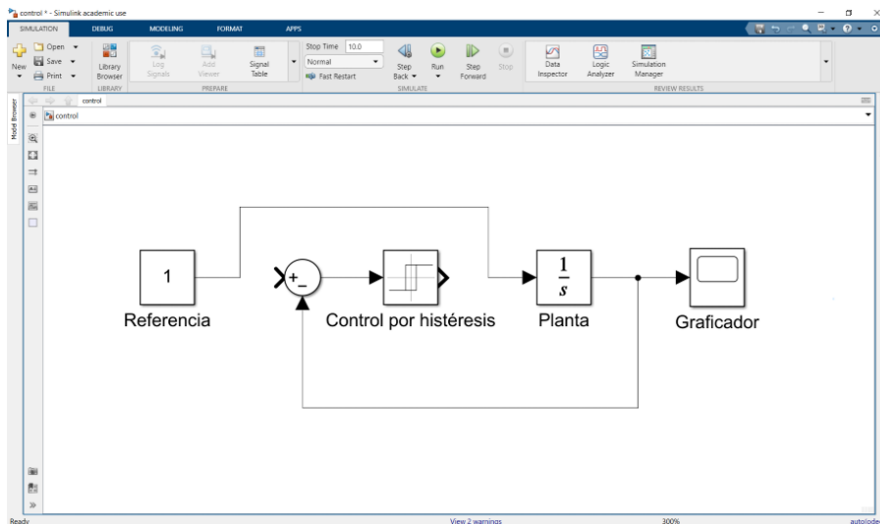 control * - Simulink academic use
SIMULATION DEBUG MODELING FORMAT APPS
New
Open
Save
Print
FILE
Library Browser
LIBRARY
Log Signals
Add Viewer
Signal Table
PREPARE
Stop Time 10.0
Normal
Fast Restart
Step Back
Run
Step Forward
Stop
SIMULATE
Data Inspector
Logic Analyzer
Simulation Manager
REVIEW RESULTS
Model Browser
control
control
1
Referencia
+
-
Control por histéresis
1
s
Planta
Graficador
Ready
View 2 warnings
300%
autolode